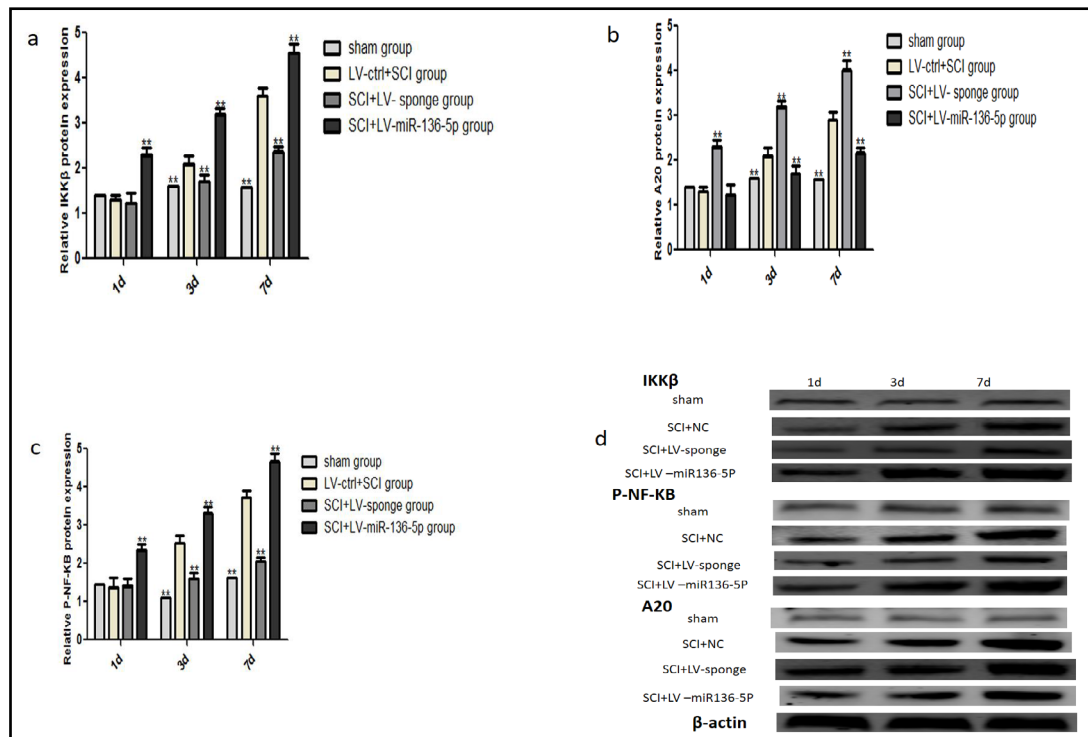 a
Relative IKKβ protein expression
5
4
3
2
1
0
**
**
**
**
**
**
**
1d
3d
7d
sham group
LV-ctrl+SCI group
SCI+LV- sponge group
SCI+LV-miR-136-5p group
b
Relative A20 protein expression
5
4
3
2
1
0
**
**
**
**
**
**
**
1d
3d
7d
sham group
LV-ctrl+SCI group
SCI+LV- sponge group
SCI+LV-miR-136-5p group
c
Relative P-NF-KB protein expression
5
4
3
2
1
0
**
**
**
**
**
**
**
1d
3d
7d
sham group
LV-ctrl+SCI group
SCI+LV-sponge group
SCI+LV-miR-136-5p group
d
IKKβ 1d 3d 7d
sham
SCI+NC
SCI+LV-sponge
SCI+LV –miR136-5P
P-NF-KB
sham
SCI+NC
SCI+LV-sponge
SCI+LV –miR136-5P
A20
sham
SCI+NC
SCI+LV-sponge
SCI+LV –miR136-5P
β-actin